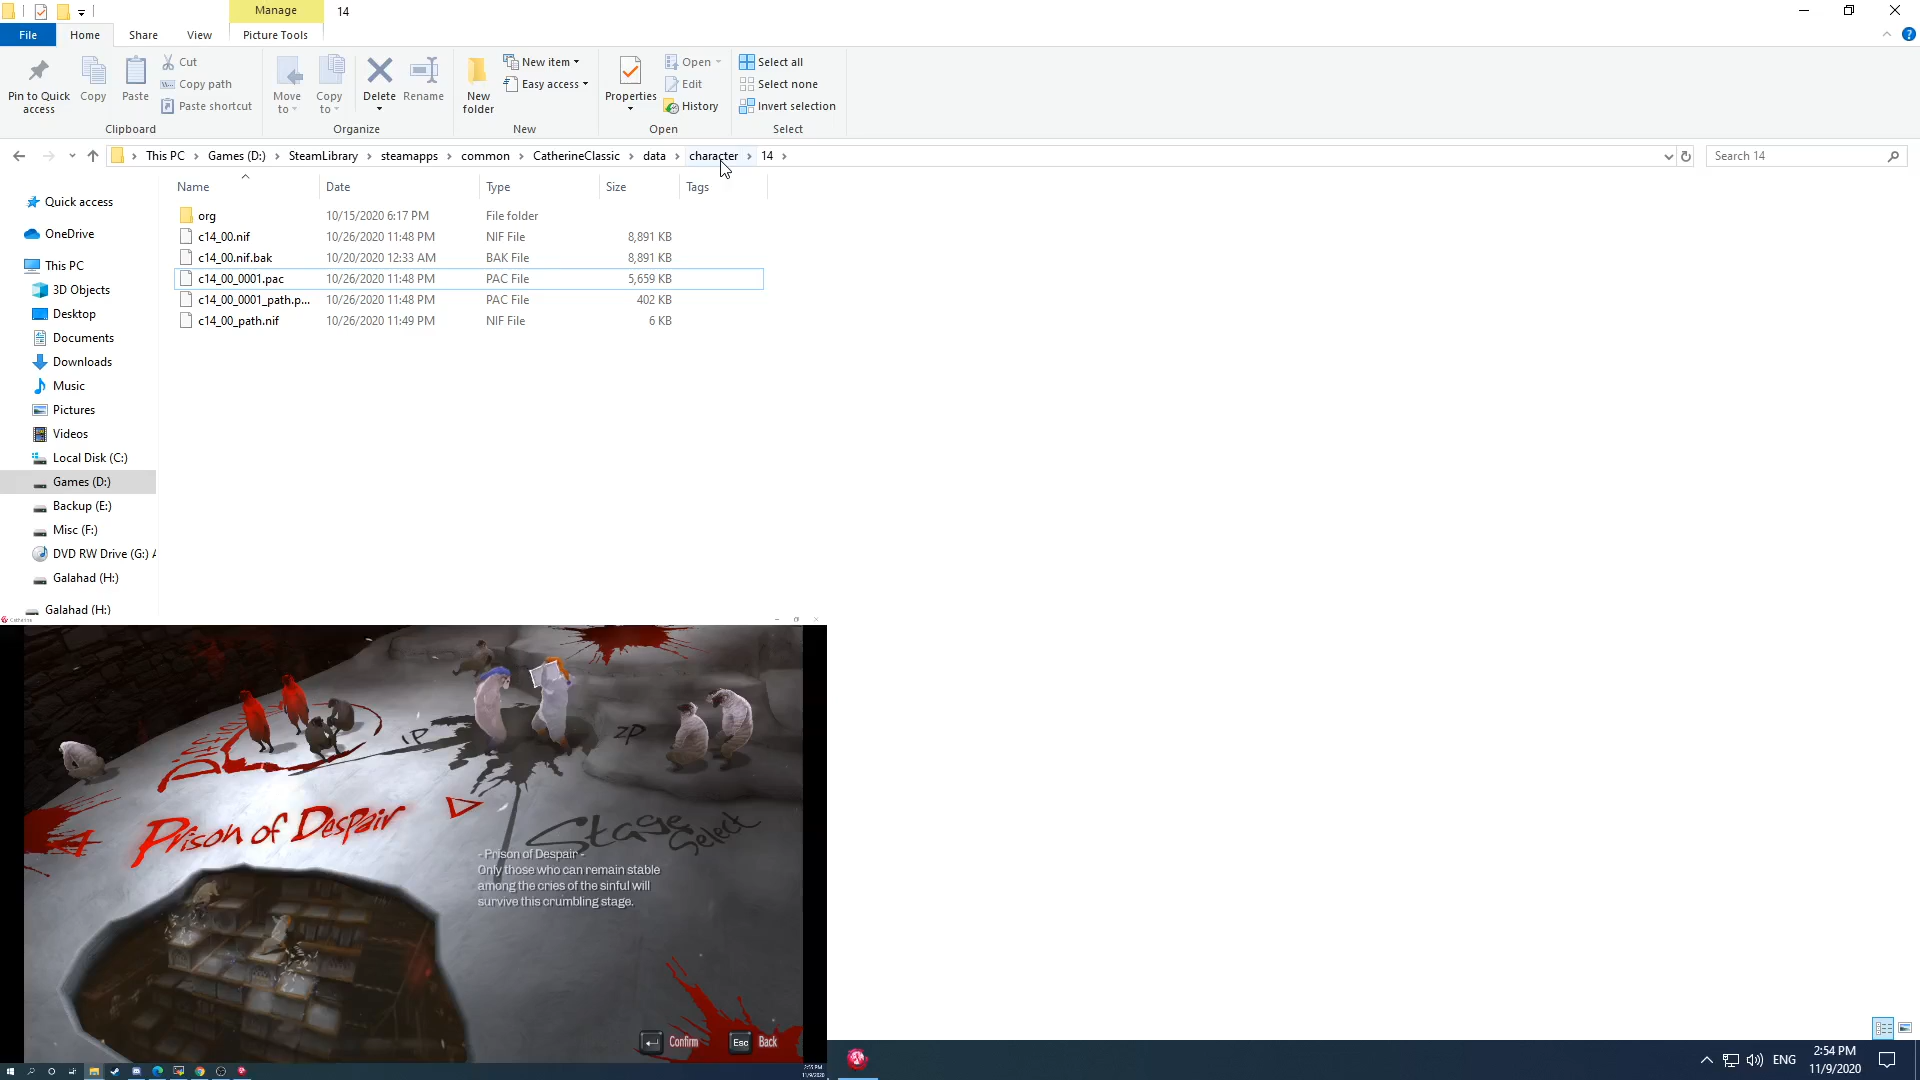 Manage
14
File
Home
Share
View
Picture Tools
Pin to Quick access
Copy
Paste
Cut
Copy path
Paste shortcut
Clipboard
Move to
Copy to
Delete
Rename
Organize
New folder
New item
Easy access
New
Properties
Open
Edit
History
Open
Select all
Select none
Invert selection
Select
This PC > Games (D:) > SteamLibrary > steamapps > common > CatherineClassic > data > character > 14 >
Search 14
Name Date Type Size Tags
org 10/15/2020 6:17 PM File folder
c14_00.nif 10/26/2020 11:48 PM NIF File 8,891 KB
c14_00.nif.bak 10/20/2020 12:33 AM BAK File 8,891 KB
c14_00_0001.pac 10/26/2020 11:48 PM PAC File 5,659 KB
c14_00_0001_path.p... 10/26/2020 11:48 PM PAC File 402 KB
c14_00_path.nif 10/26/2020 11:49 PM NIF File 6 KB
Quick access
OneDrive
This PC
3D Objects
Desktop
Documents
Downloads
Music
Pictures
Videos
Local Disk (C:)
Games (D:)
Backup (E:)
Misc (F:)
DVD RW Drive (G:) A
Galahad (H:)
Galahad (H:)
Catherine
1P
2P
Prison of Despair
Stage Select
- Prison of Despair -
Only those who can remain stable
among the cries of the sinful will
survive this crumbling stage.
Confirm
Esc Back
2:55 PM
11/9/2020
ENG
2:54 PM
11/9/2020